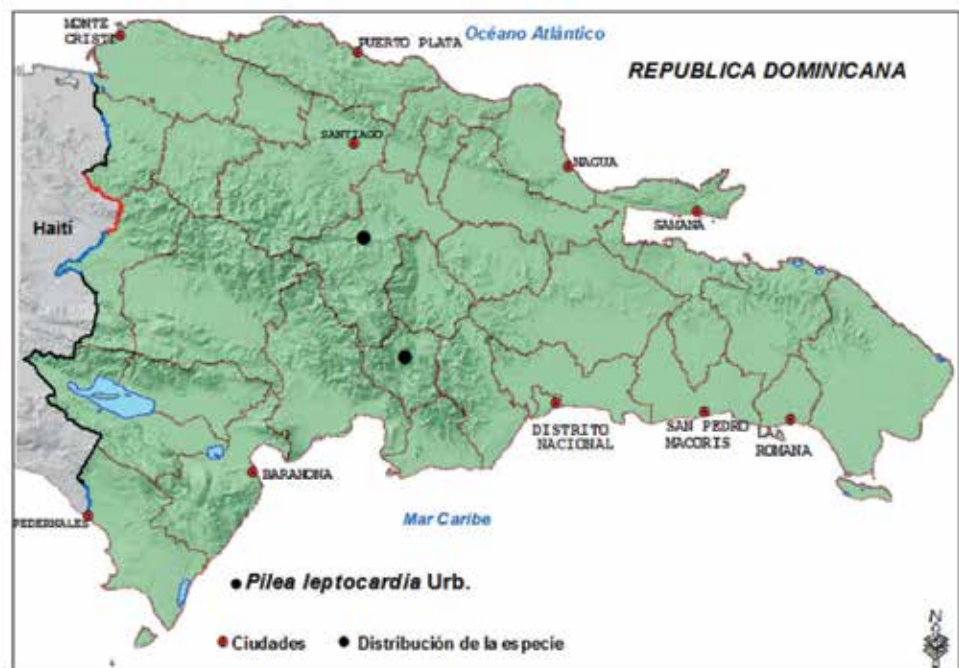 MONTE
CRISTI
PUERTO PLATA
Océano Atlántico
REPUBLICA DOMINICANA
SANTIAGO
NAGUA
SAMANA
Haití
DISTRITO
NACIONAL
SAN PEDRO
MACORIS
LA
ROMANA
BARAHONA
PEDERNALES
Mar Caribe
Pilea leptocardia Urb.
Ciudades
Distribución de la especie
N